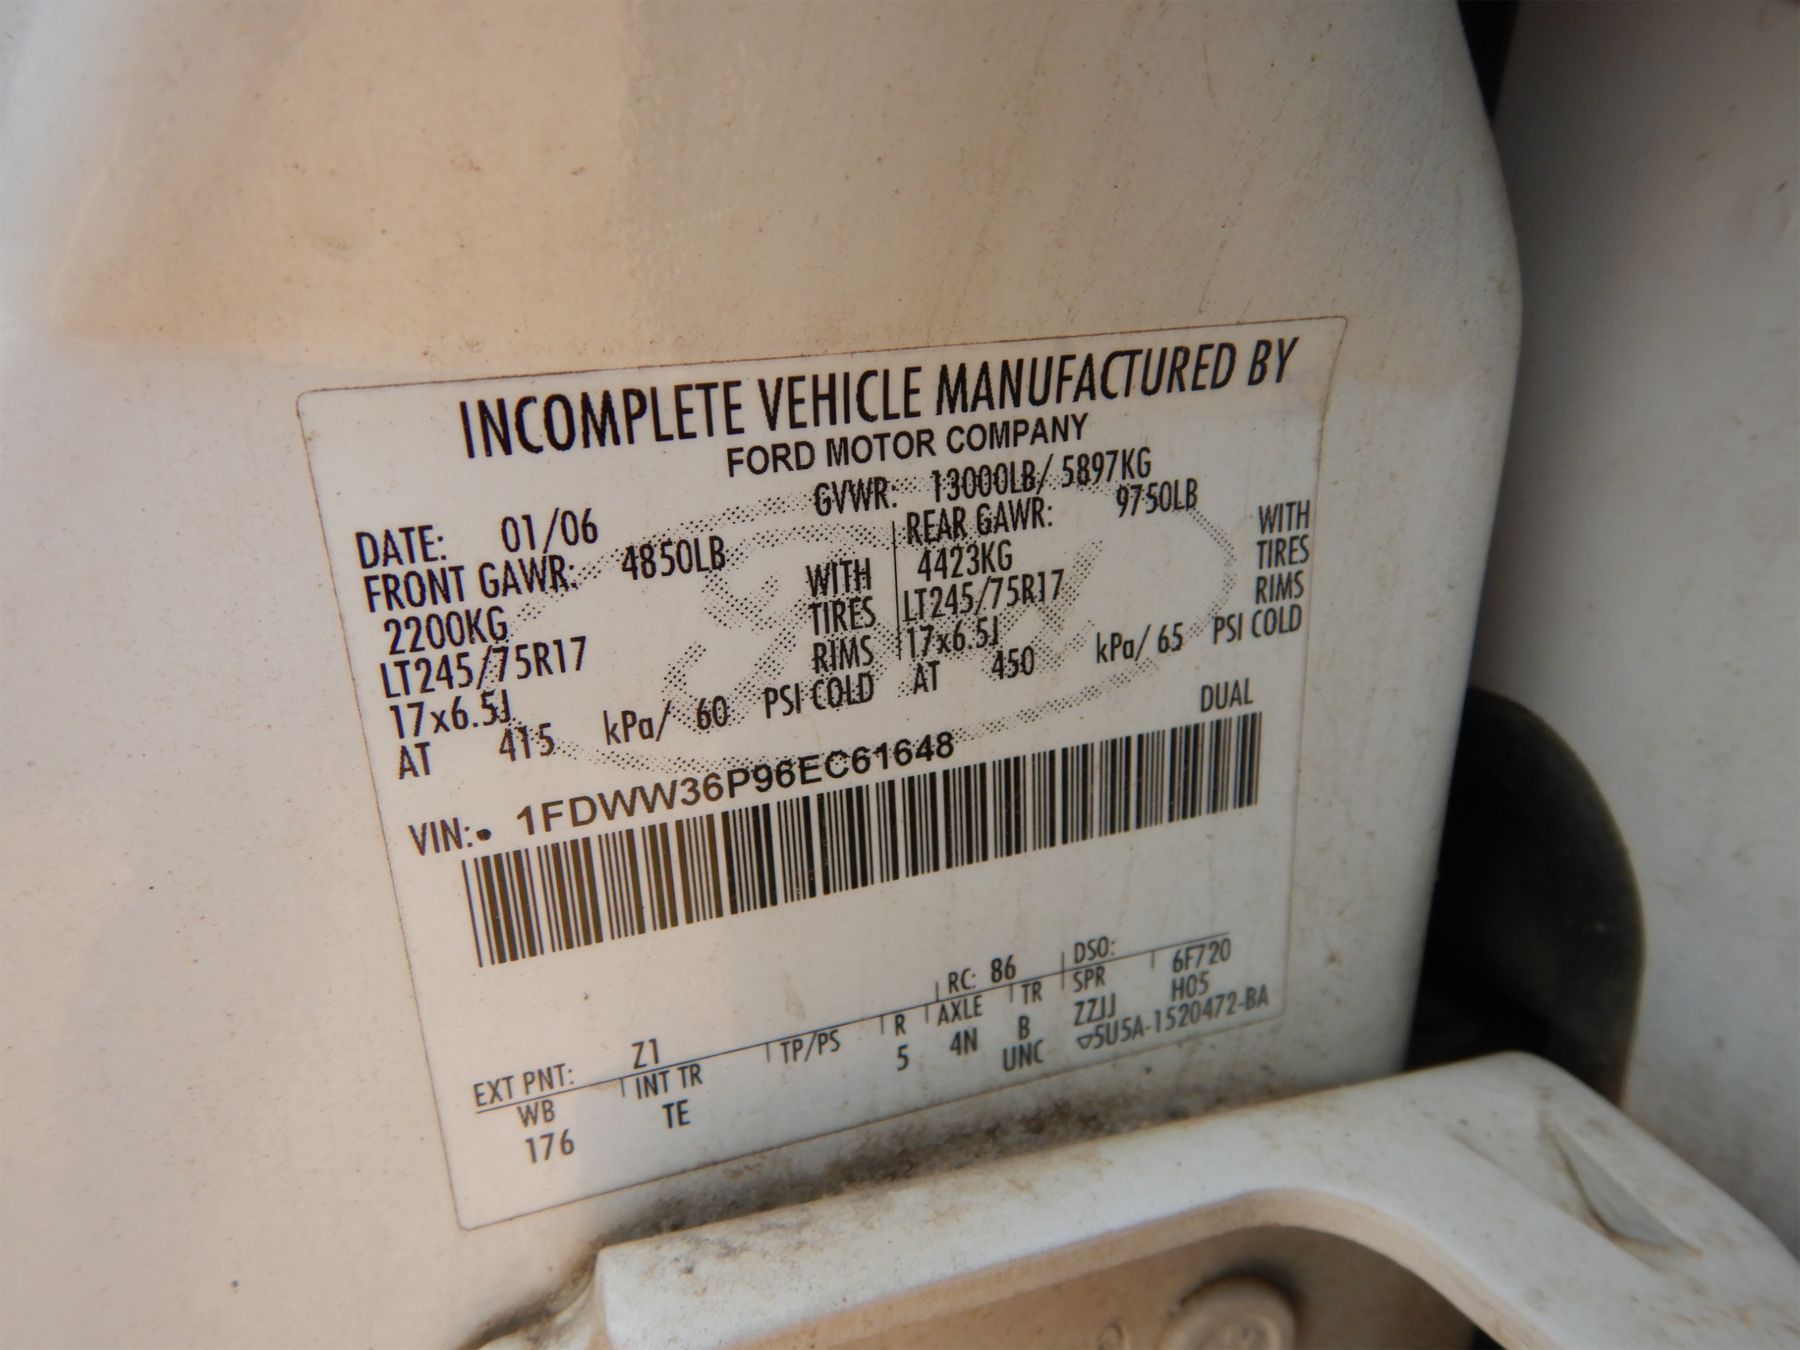 INCOMPLETE VEHICLE MANUFACTURED BY
FORD MOTOR COMPANY
DATE: 01/06 GVWR: 13000LB/ 5897KG
FRONT GAWR: 4850LB
2200KG WITH
LT245/75R17 TIRES
17x6.5J RIMS
AT 415 kPa/ 60 PSI COLD
REAR GAWR: 9750LB
4423KG WITH
LT245/75R17 TIRES
17x6.5J RIMS
AT 450 kPa/ 65 PSI COLD
VIN: 1FDWW36P96EC61648 DUAL
EXT PNT: Z1 RC: 86 DSO:
WB INT TR TP/PS R AXLE TR SPR 6F720
176 TE 5 4N B ZZJJ H05
UNC ▽5U5A-1520472-BA